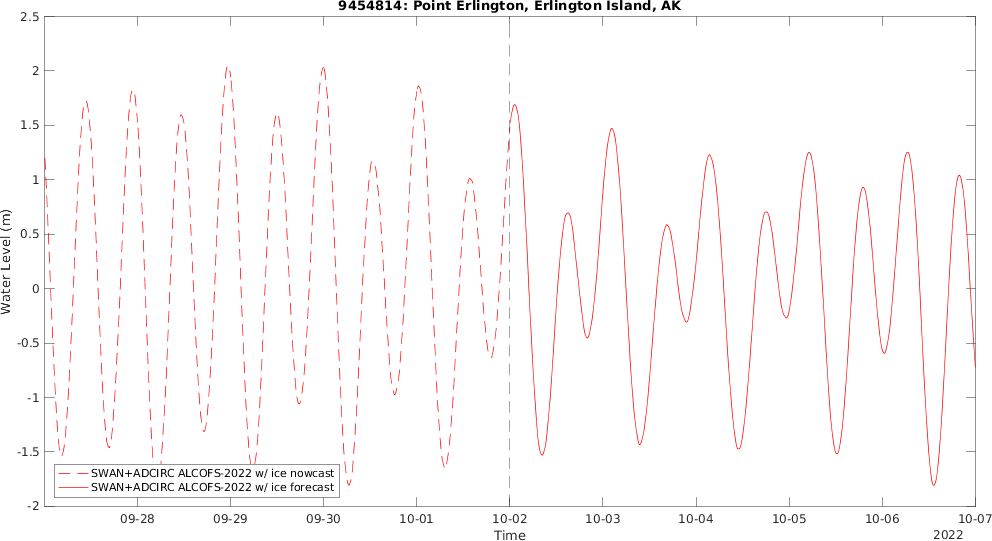 9454814: Point Erlington, Erlington Island, AK
2.5
2
1.5
1
0.5
0
-0.5
-1
-1.5
-2
Water Level (m)
SWAN+ADCIRC ALCOFS-2022 w/ ice nowcast
SWAN+ADCIRC ALCOFS-2022 w/ ice forecast
09-28 09-29 09-30 10-01 10-02 10-03 10-04 10-05 10-06 10-07
Time
2022